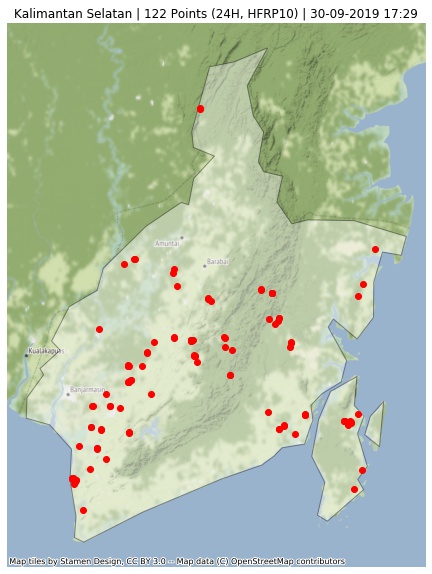 Kalimantan Selatan | 122 Points (24H, HFRP10) | 30-09-2019 17:29
Amuntai
Barabai
Kualakapuas
Banjarmasin
Map tiles by Stamen Design, CC BY 3.0 -- Map data (C) OpenStreetMap contributors